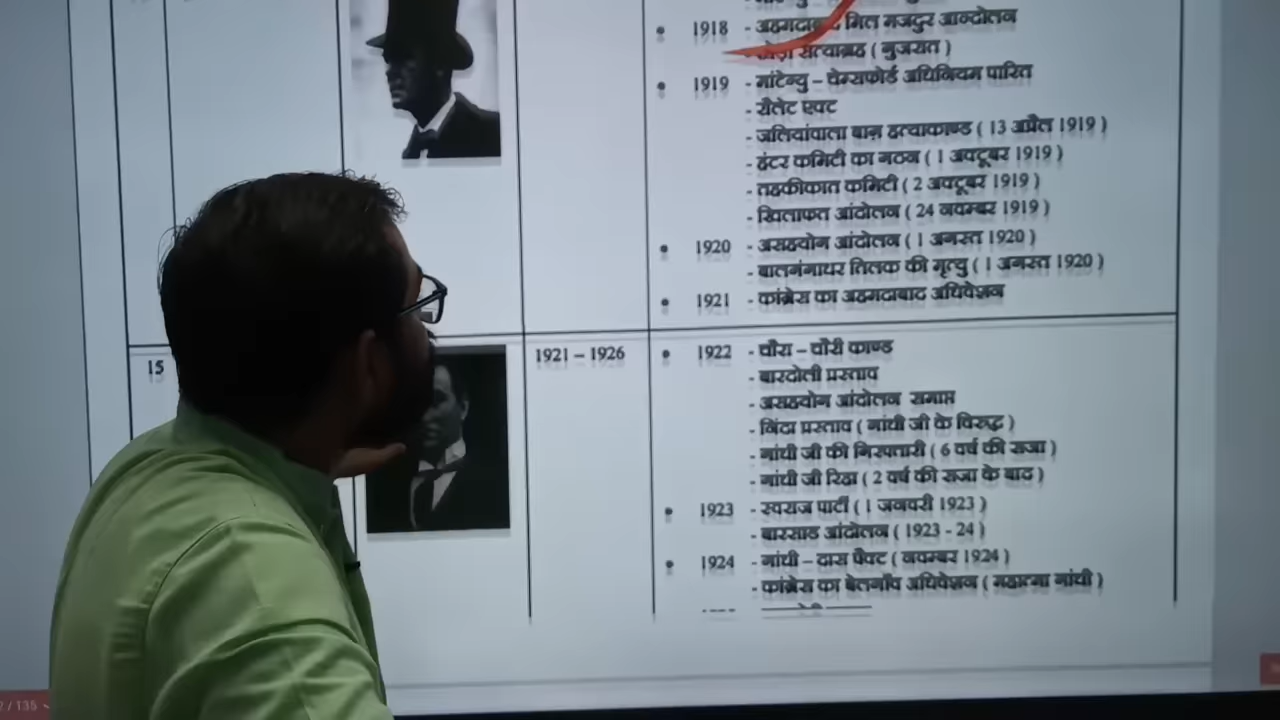 1918 - अहमदाबाद मिल मजदुर आन्दोलन
सत्याग्रह ( गुजरात )
1919 - मांटेग्यु – चेम्सफोर्ड अधिनियम पारित
- रौलेट एक्ट
- जलियांवाला बाग़ हत्याकाण्ड ( 13 अप्रैल 1919 )
- हंटर कमिटी का गठन ( 1 अक्टूबर 1919 )
- तहकीकात कमिटी ( 2 अक्टूबर 1919 )
- खिलाफत आंदोलन ( 24 नवम्बर 1919 )
1920 - असहयोग आंदोलन ( 1 अगस्त 1920 )
- बालगंगाधर तिलक की मृत्यु ( 1 अगस्त 1920 )
1921 - कांग्रेस का अहमदाबाद अधिवेशन
15 1921 – 1926 1922 - चौरा – चौरी काण्ड
- बारदोली प्रस्ताव
- असहयोग आंदोलन समाप्त
- निंदा प्रस्ताव ( गांधी जी के विरुद्ध )
- गांधी जी की गिरफ्तारी ( 6 वर्ष की सजा )
- गांधी जी रिहा ( 2 वर्ष की सजा के बाद )
1923 - स्वराज पार्टी ( 1 जनवरी 1923 )
- बारसाड आंदोलन ( 1923 - 24 )
1924 - गांधी – दास पैक्ट ( नवम्बर 1924 )
- कांग्रेस का बेलगाँव अधिवेशन ( महात्मा गांधी )
/ 135